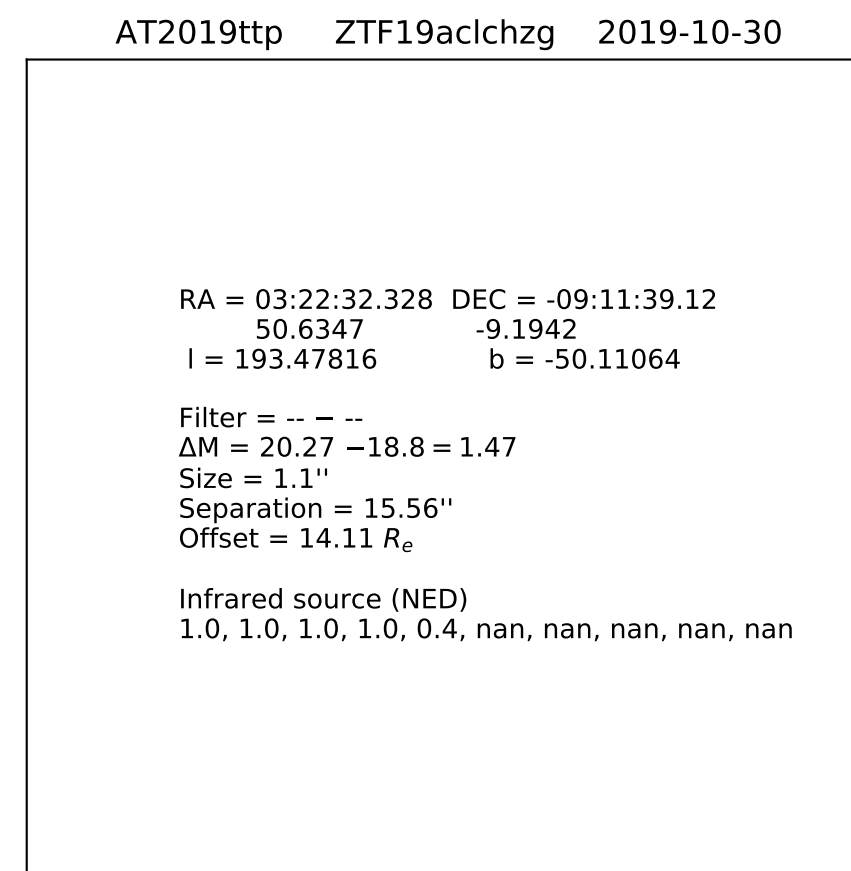 AT2019ttp ZTF19aclchzg 2019-10-30
RA = 03:22:32.328 DEC = -09:11:39.12
50.6347 -9.1942
l = 193.47816 b = -50.11064
Filter = -- − --
ΔM = 20.27 −18.8 = 1.47
Size = 1.1''
Separation = 15.56''
Offset = 14.11 Rₑ
Infrared source (NED)
1.0, 1.0, 1.0, 1.0, 0.4, nan, nan, nan, nan, nan